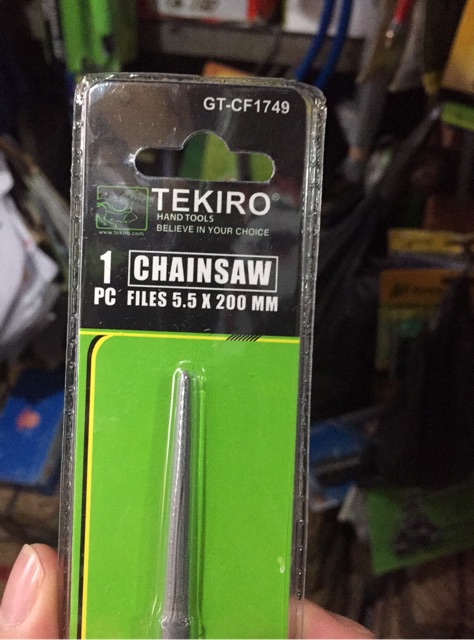 GT-CF1749
TEKIRO®
HAND TOOLS
BELIEVE IN YOUR CHOICE
www.tekiro.com
1 PC
CHAINSAW
FILES 5.5 X 200 MM